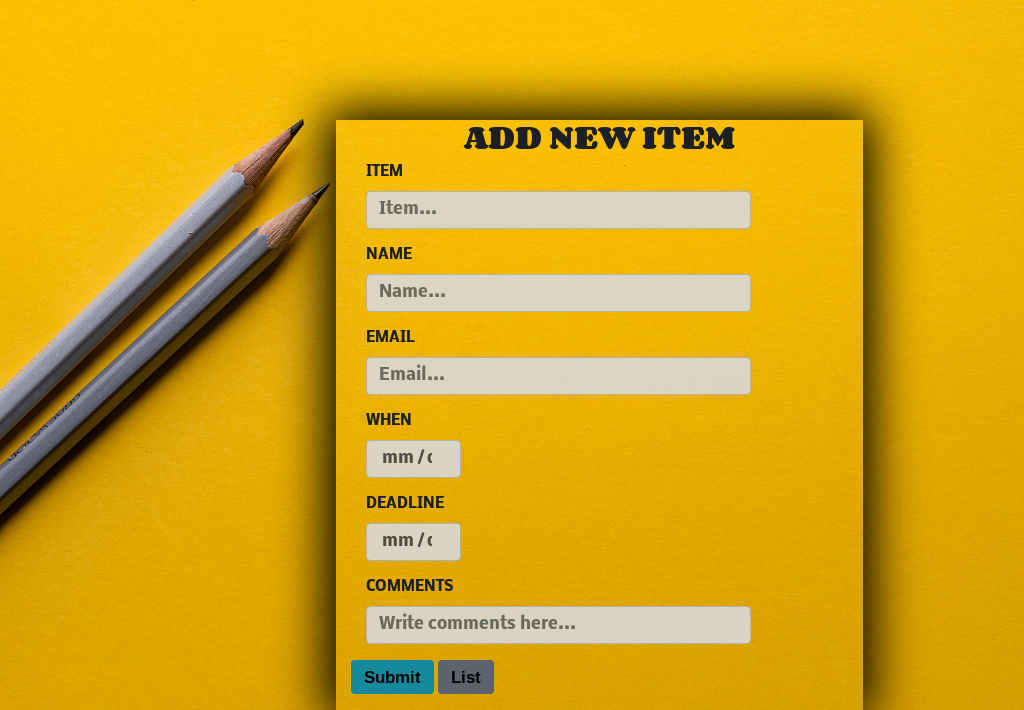 ADD NEW ITEM
ITEM
Item...
NAME
Name...
EMAIL
Email...
WHEN
mm / d
DEADLINE
mm / d
COMMENTS
Write comments here...
Submit List